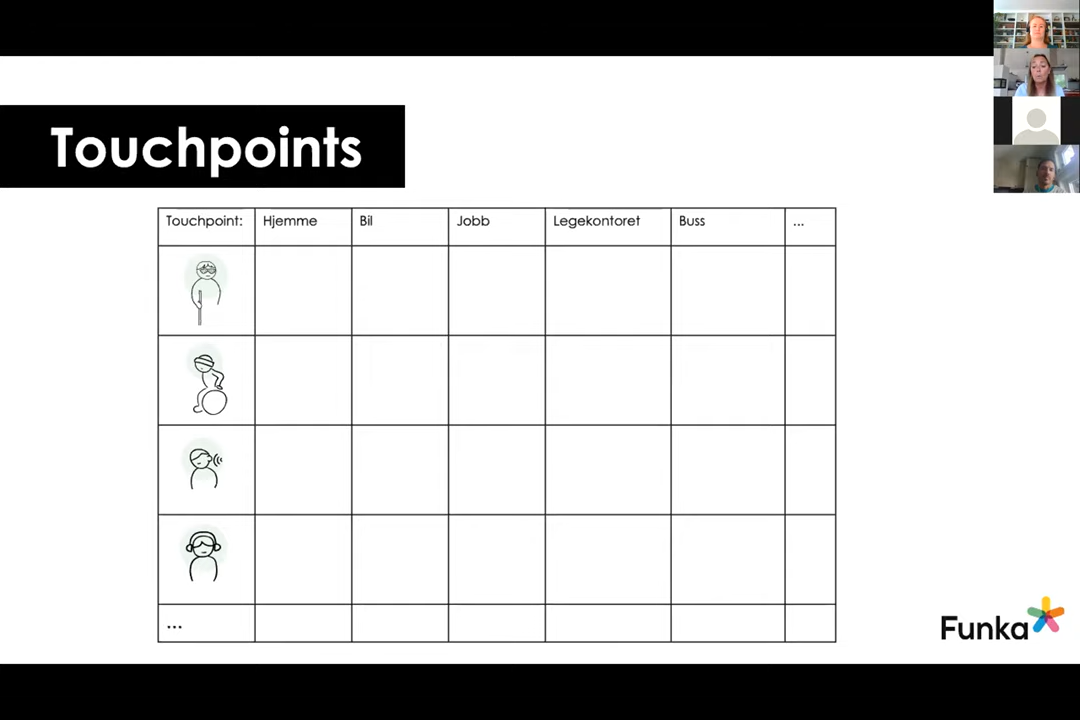 Touchpoints
Touchpoint: Hjemme Bil Jobb Legekontoret Buss ...
...
Funka